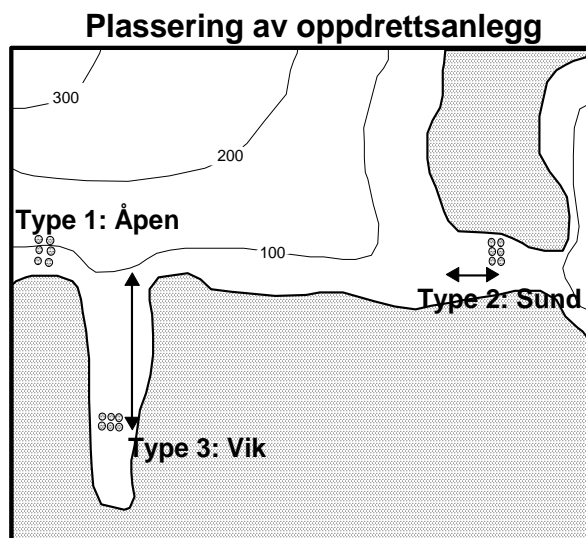 Plassering av oppdrettsanlegg
300
200
Type 1: Åpen
100
Type 2: Sund
Type 3: Vik